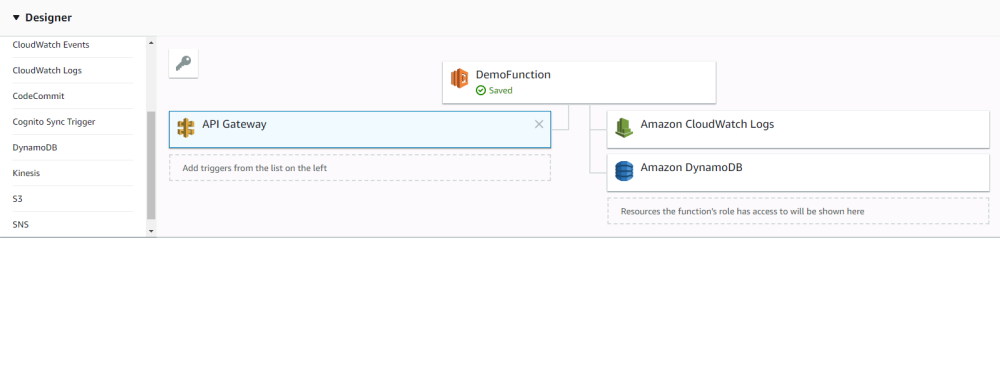 Designer
CloudWatch Events
CloudWatch Logs
CodeCommit
Cognito Sync Trigger
DynamoDB
Kinesis
S3
SNS
DemoFunction
Saved
API Gateway
Add triggers from the list on the left
Amazon CloudWatch Logs
Amazon DynamoDB
Resources the function's role has access to will be shown here